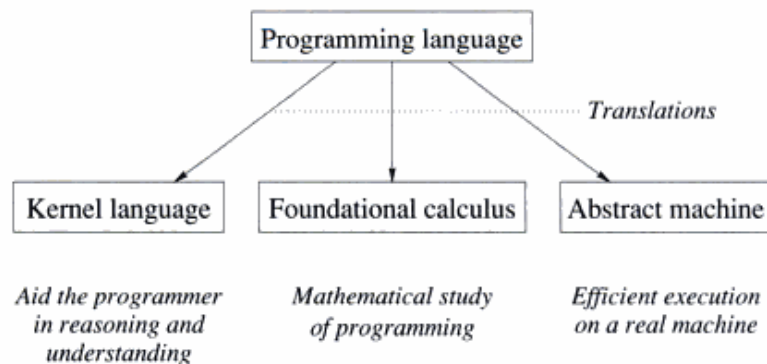 Programming language
Translations
Kernel language
Foundational calculus
Abstract machine
Aid the programmer
in reasoning and
understanding
Mathematical study
of programming
Efficient execution
on a real machine